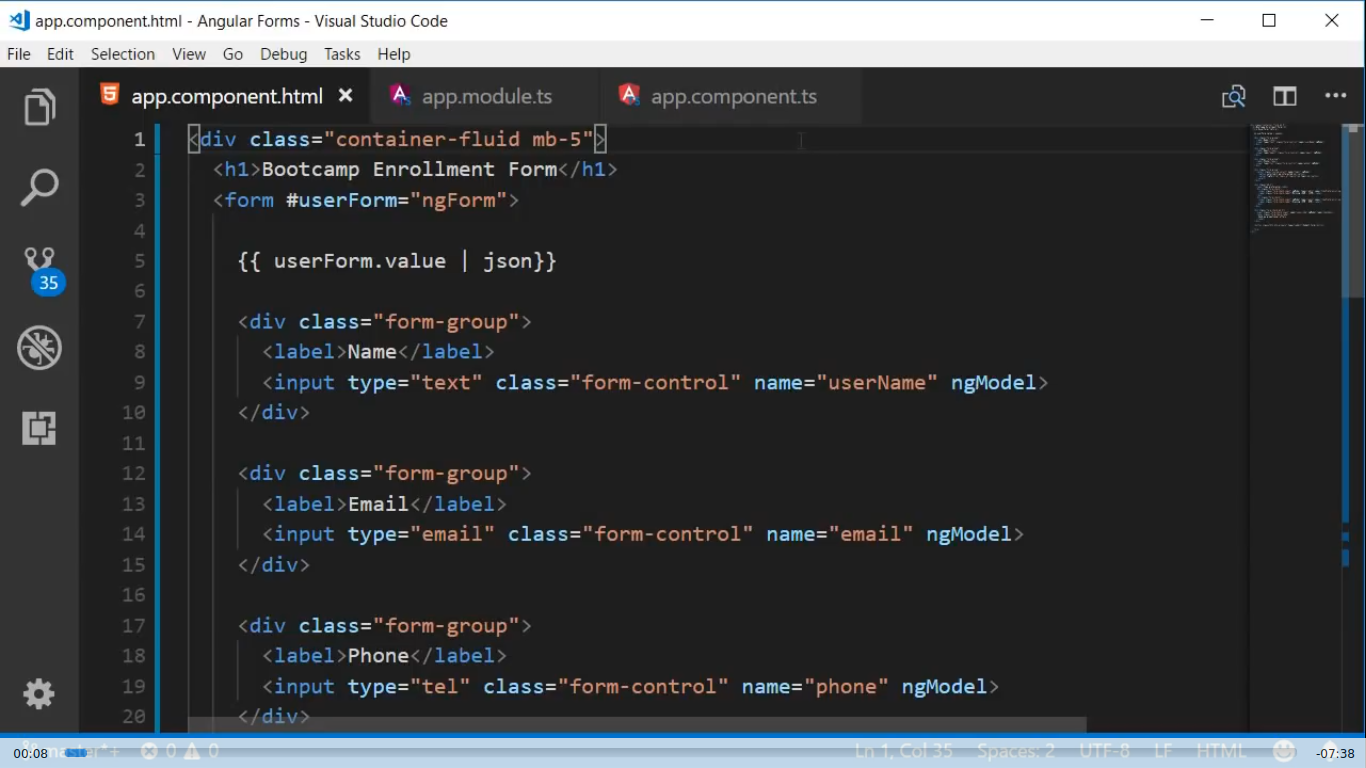 app.component.html - Angular Forms - Visual Studio Code
File Edit Selection View Go Debug Tasks Help
app.component.html app.module.ts app.component.ts
35
1 <div class="container-fluid mb-5">
2 <h1>Bootcamp Enrollment Form</h1>
3 <form #userForm="ngForm">
4
5 {{ userForm.value | json}}
6
7 <div class="form-group">
8 <label>Name</label>
9 <input type="text" class="form-control" name="userName" ngModel>
10 </div>
11
12 <div class="form-group">
13 <label>Email</label>
14 <input type="email" class="form-control" name="email" ngModel>
15 </div>
16
17 <div class="form-group">
18 <label>Phone</label>
19 <input type="tel" class="form-control" name="phone" ngModel>
20 </div>
00:08 master*+ 0 0 Ln 1, Col 35 Spaces: 2 UTF-8 LF HTML -07:38